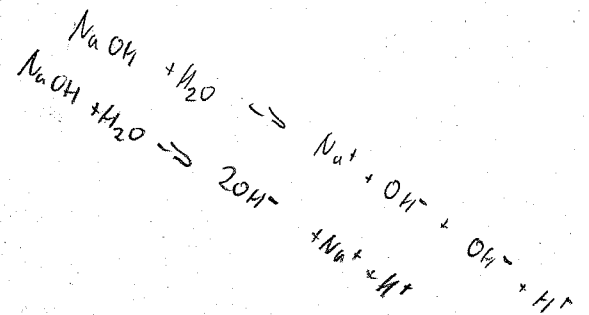 NaOH + H₂O => Na⁺ + OH⁻ + OH⁻ + H⁺
NaOH + H₂O => 2OH⁻ + Na⁺ + H⁺